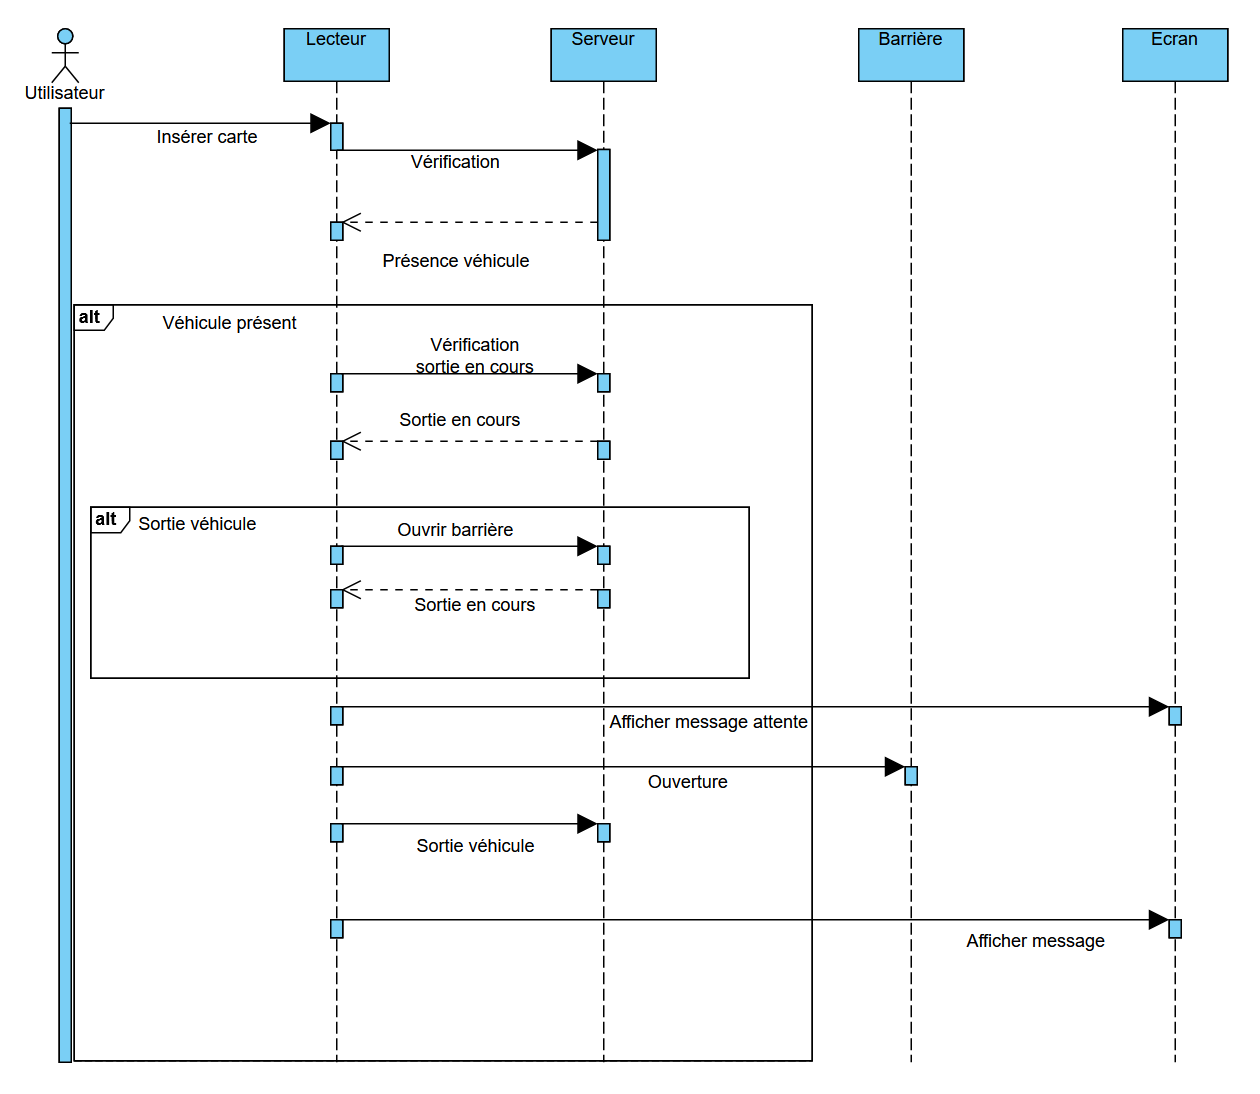 Lecteur
Serveur
Barrière
Ecran
Utilisateur
Insérer carte
Vérification
Présence véhicule
alt
Véhicule présent
Vérification
sortie en cours
Sortie en cours
alt
Sortie véhicule
Ouvrir barrière
Sortie en cours
Afficher message attente
Ouverture
Sortie véhicule
Afficher message